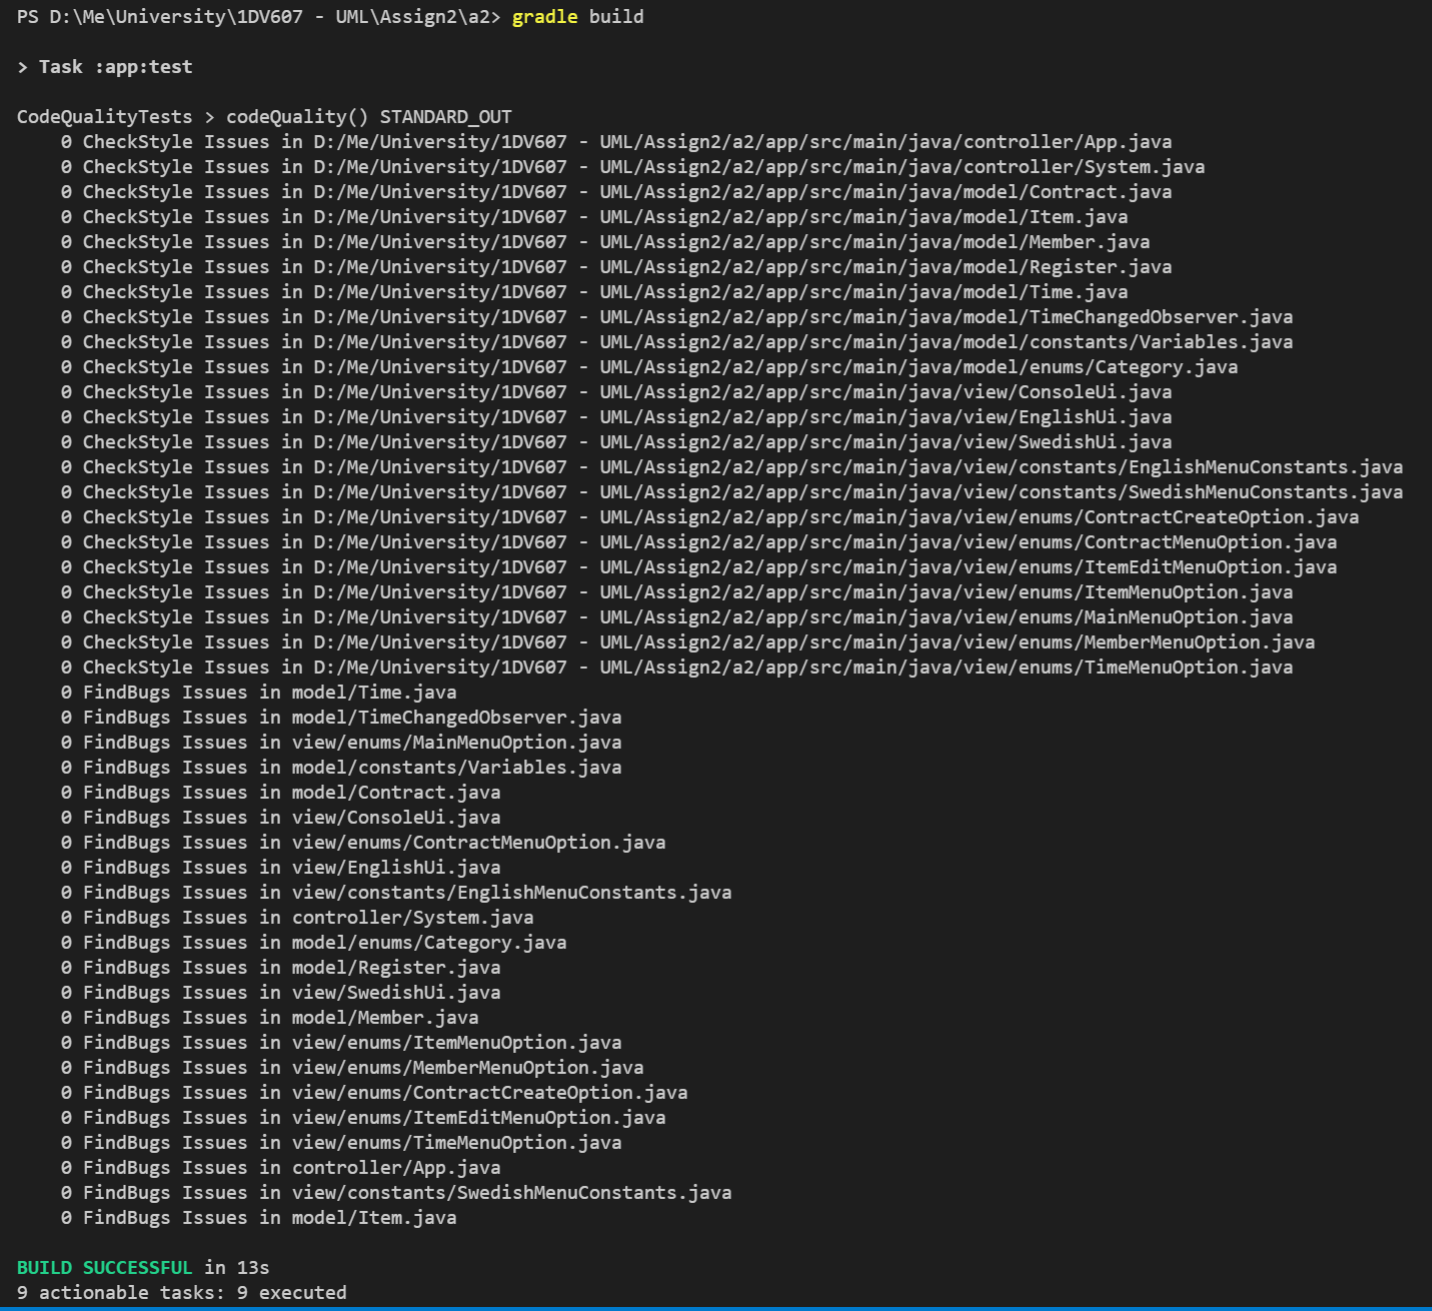 PS D:\Me\University\1DV607 - UML\Assign2\a2> gradle build
> Task :app:test
CodeQualityTests > codeQuality() STANDARD_OUT
0 CheckStyle Issues in D:/Me/University/1DV607 - UML/Assign2/a2/app/src/main/java/controller/App.java
0 CheckStyle Issues in D:/Me/University/1DV607 - UML/Assign2/a2/app/src/main/java/controller/System.java
0 CheckStyle Issues in D:/Me/University/1DV607 - UML/Assign2/a2/app/src/main/java/model/Contract.java
0 CheckStyle Issues in D:/Me/University/1DV607 - UML/Assign2/a2/app/src/main/java/model/Item.java
0 CheckStyle Issues in D:/Me/University/1DV607 - UML/Assign2/a2/app/src/main/java/model/Member.java
0 CheckStyle Issues in D:/Me/University/1DV607 - UML/Assign2/a2/app/src/main/java/model/Register.java
0 CheckStyle Issues in D:/Me/University/1DV607 - UML/Assign2/a2/app/src/main/java/model/Time.java
0 CheckStyle Issues in D:/Me/University/1DV607 - UML/Assign2/a2/app/src/main/java/model/TimeChangedObserver.java
0 CheckStyle Issues in D:/Me/University/1DV607 - UML/Assign2/a2/app/src/main/java/model/constants/Variables.java
0 CheckStyle Issues in D:/Me/University/1DV607 - UML/Assign2/a2/app/src/main/java/model/enums/Category.java
0 CheckStyle Issues in D:/Me/University/1DV607 - UML/Assign2/a2/app/src/main/java/view/ConsoleUi.java
0 CheckStyle Issues in D:/Me/University/1DV607 - UML/Assign2/a2/app/src/main/java/view/EnglishUi.java
0 CheckStyle Issues in D:/Me/University/1DV607 - UML/Assign2/a2/app/src/main/java/view/SwedishUi.java
0 CheckStyle Issues in D:/Me/University/1DV607 - UML/Assign2/a2/app/src/main/java/view/constants/EnglishMenuConstants.java
0 CheckStyle Issues in D:/Me/University/1DV607 - UML/Assign2/a2/app/src/main/java/view/constants/SwedishMenuConstants.java
0 CheckStyle Issues in D:/Me/University/1DV607 - UML/Assign2/a2/app/src/main/java/view/enums/ContractCreateOption.java
0 CheckStyle Issues in D:/Me/University/1DV607 - UML/Assign2/a2/app/src/main/java/view/enums/ContractMenuOption.java
0 CheckStyle Issues in D:/Me/University/1DV607 - UML/Assign2/a2/app/src/main/java/view/enums/ItemEditMenuOption.java
0 CheckStyle Issues in D:/Me/University/1DV607 - UML/Assign2/a2/app/src/main/java/view/enums/ItemMenuOption.java
0 CheckStyle Issues in D:/Me/University/1DV607 - UML/Assign2/a2/app/src/main/java/view/enums/MainMenuOption.java
0 CheckStyle Issues in D:/Me/University/1DV607 - UML/Assign2/a2/app/src/main/java/view/enums/MemberMenuOption.java
0 CheckStyle Issues in D:/Me/University/1DV607 - UML/Assign2/a2/app/src/main/java/view/enums/TimeMenuOption.java
0 FindBugs Issues in model/Time.java
0 FindBugs Issues in model/TimeChangedObserver.java
0 FindBugs Issues in view/enums/MainMenuOption.java
0 FindBugs Issues in model/constants/Variables.java
0 FindBugs Issues in model/Contract.java
0 FindBugs Issues in view/ConsoleUi.java
0 FindBugs Issues in view/enums/ContractMenuOption.java
0 FindBugs Issues in view/EnglishUi.java
0 FindBugs Issues in view/constants/EnglishMenuConstants.java
0 FindBugs Issues in controller/System.java
0 FindBugs Issues in model/enums/Category.java
0 FindBugs Issues in model/Register.java
0 FindBugs Issues in view/SwedishUi.java
0 FindBugs Issues in model/Member.java
0 FindBugs Issues in view/enums/ItemMenuOption.java
0 FindBugs Issues in view/enums/MemberMenuOption.java
0 FindBugs Issues in view/enums/ContractCreateOption.java
0 FindBugs Issues in view/enums/ItemEditMenuOption.java
0 FindBugs Issues in view/enums/TimeMenuOption.java
0 FindBugs Issues in controller/App.java
0 FindBugs Issues in view/constants/SwedishMenuConstants.java
0 FindBugs Issues in model/Item.java
BUILD SUCCESSFUL in 13s
9 actionable tasks: 9 executed